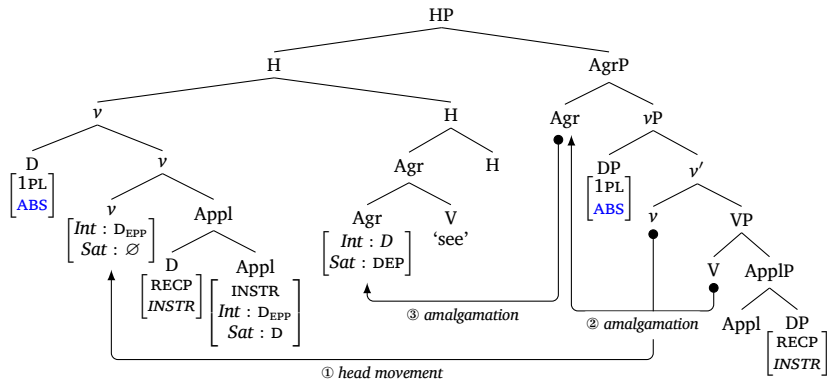 HP
H AgrP
v H Agr vP
D v Agr H DP v′
[1PL ABS] v Appl Agr V [1PL ABS] v VP
[Int : D_EPP Sat : ∅] D Appl [Int : D Sat : DEP] ‘see’ V ApplP
[RECP INSTR] [INSTR Int : D_EPP Sat : D] Appl DP
[RECP INSTR]
③ amalgamation
② amalgamation
① head movement